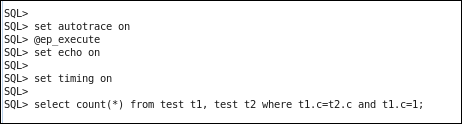 SQL>
SQL> set autotrace on
SQL> @ep_execute
SQL> set echo on
SQL>
SQL> set timing on
SQL>
SQL> select count(*) from test t1, test t2 where t1.c=t2.c and t1.c=1;